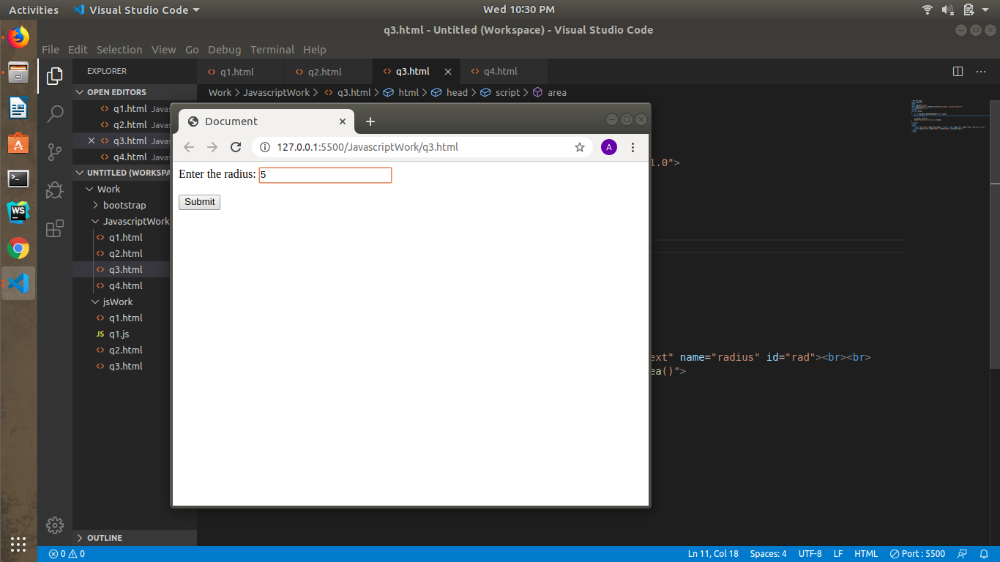 Activities Visual Studio Code Wed 10:30 PM
q3.html - Untitled (Workspace) - Visual Studio Code
File Edit Selection View Go Debug Terminal Help
EXPLORER
q1.html q2.html q3.html q4.html
OPEN EDITORS
Work > JavascriptWork > q3.html > html > head > script > area
q1.html Javas
q2.html Javas
q3.html Javas
q4.html Javas
UNTITLED (WORKSPA
Work
bootstrap
JavascriptWork
q1.html
q2.html
q3.html
q4.html
jsWork
q1.html
JS q1.js
q2.html
q3.html
OUTLINE
Document
127.0.0.1:5500/JavascriptWork/q3.html
A
Enter the radius: 5
Submit
1.0">
ext" name="radius" id="rad"><br><br>
ea()">
WS
0 0 Ln 11, Col 18 Spaces: 4 UTF-8 LF HTML Port : 5500